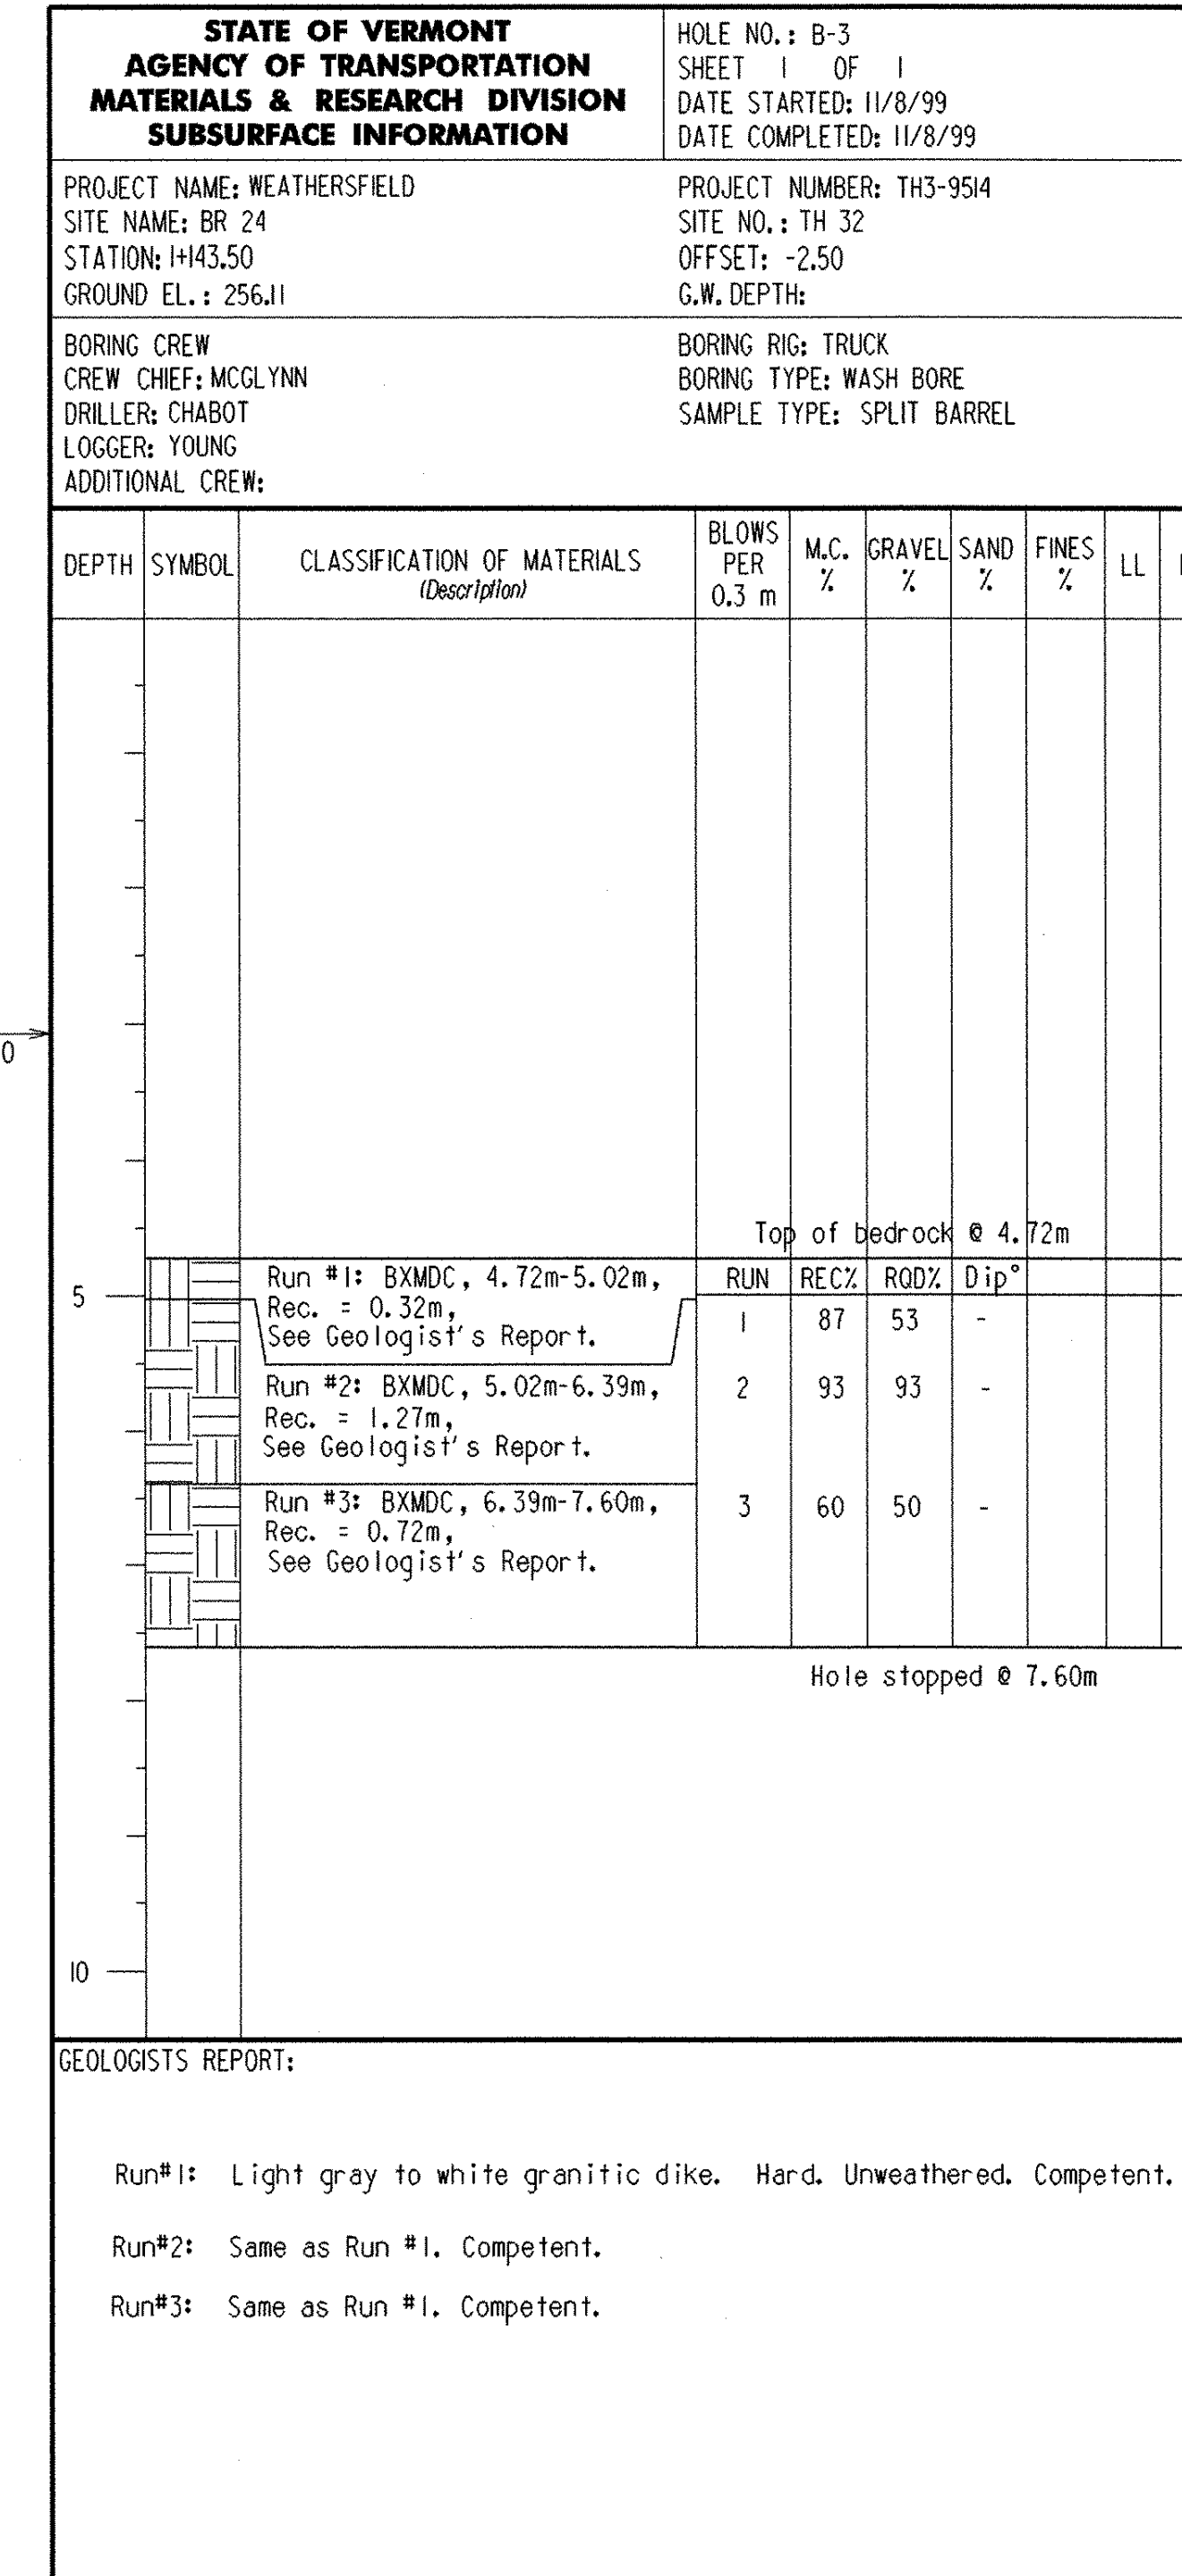 STATE OF VERMONT
AGENCY OF TRANSPORTATION
MATERIALS & RESEARCH DIVISION
SUBSURFACE INFORMATION
HOLE NO.: B-3
SHEET 1 OF 1
DATE STARTED: 11/8/99
DATE COMPLETED: 11/8/99
PROJECT NAME: WEATHERSFIELD
SITE NAME: BR 24
STATION: 1+143.50
GROUND EL.: 256.11
PROJECT NUMBER: TH3-9514
SITE NO.: TH 32
OFFSET: -2.50
G.W. DEPTH:
BORING CREW
CREW CHIEF: MCGLYNN
DRILLER: CHABOT
LOGGER: YOUNG
ADDITIONAL CREW:
BORING RIG: TRUCK
BORING TYPE: WASH BORE
SAMPLE TYPE: SPLIT BARREL
DEPTH SYMBOL CLASSIFICATION OF MATERIALS (Description) BLOWS PER 0.3 m M.C. % GRAVEL % SAND % FINES % LL
0
Top of bedrock @ 4.72m
RUN REC% RQD% Dip°
5
Run #1: BXMDC, 4.72m-5.02m,
Rec. = 0.32m,
See Geologist's Report.
1 87 53 -
Run #2: BXMDC, 5.02m-6.39m,
Rec. = 1.27m,
See Geologist's Report.
2 93 93 -
Run #3: BXMDC, 6.39m-7.60m,
Rec. = 0.72m,
See Geologist's Report.
3 60 50 -
Hole stopped @ 7.60m
10
GEOLOGISTS REPORT:
Run#1: Light gray to white granitic dike. Hard. Unweathered. Competent.
Run#2: Same as Run #1. Competent.
Run#3: Same as Run #1. Competent.